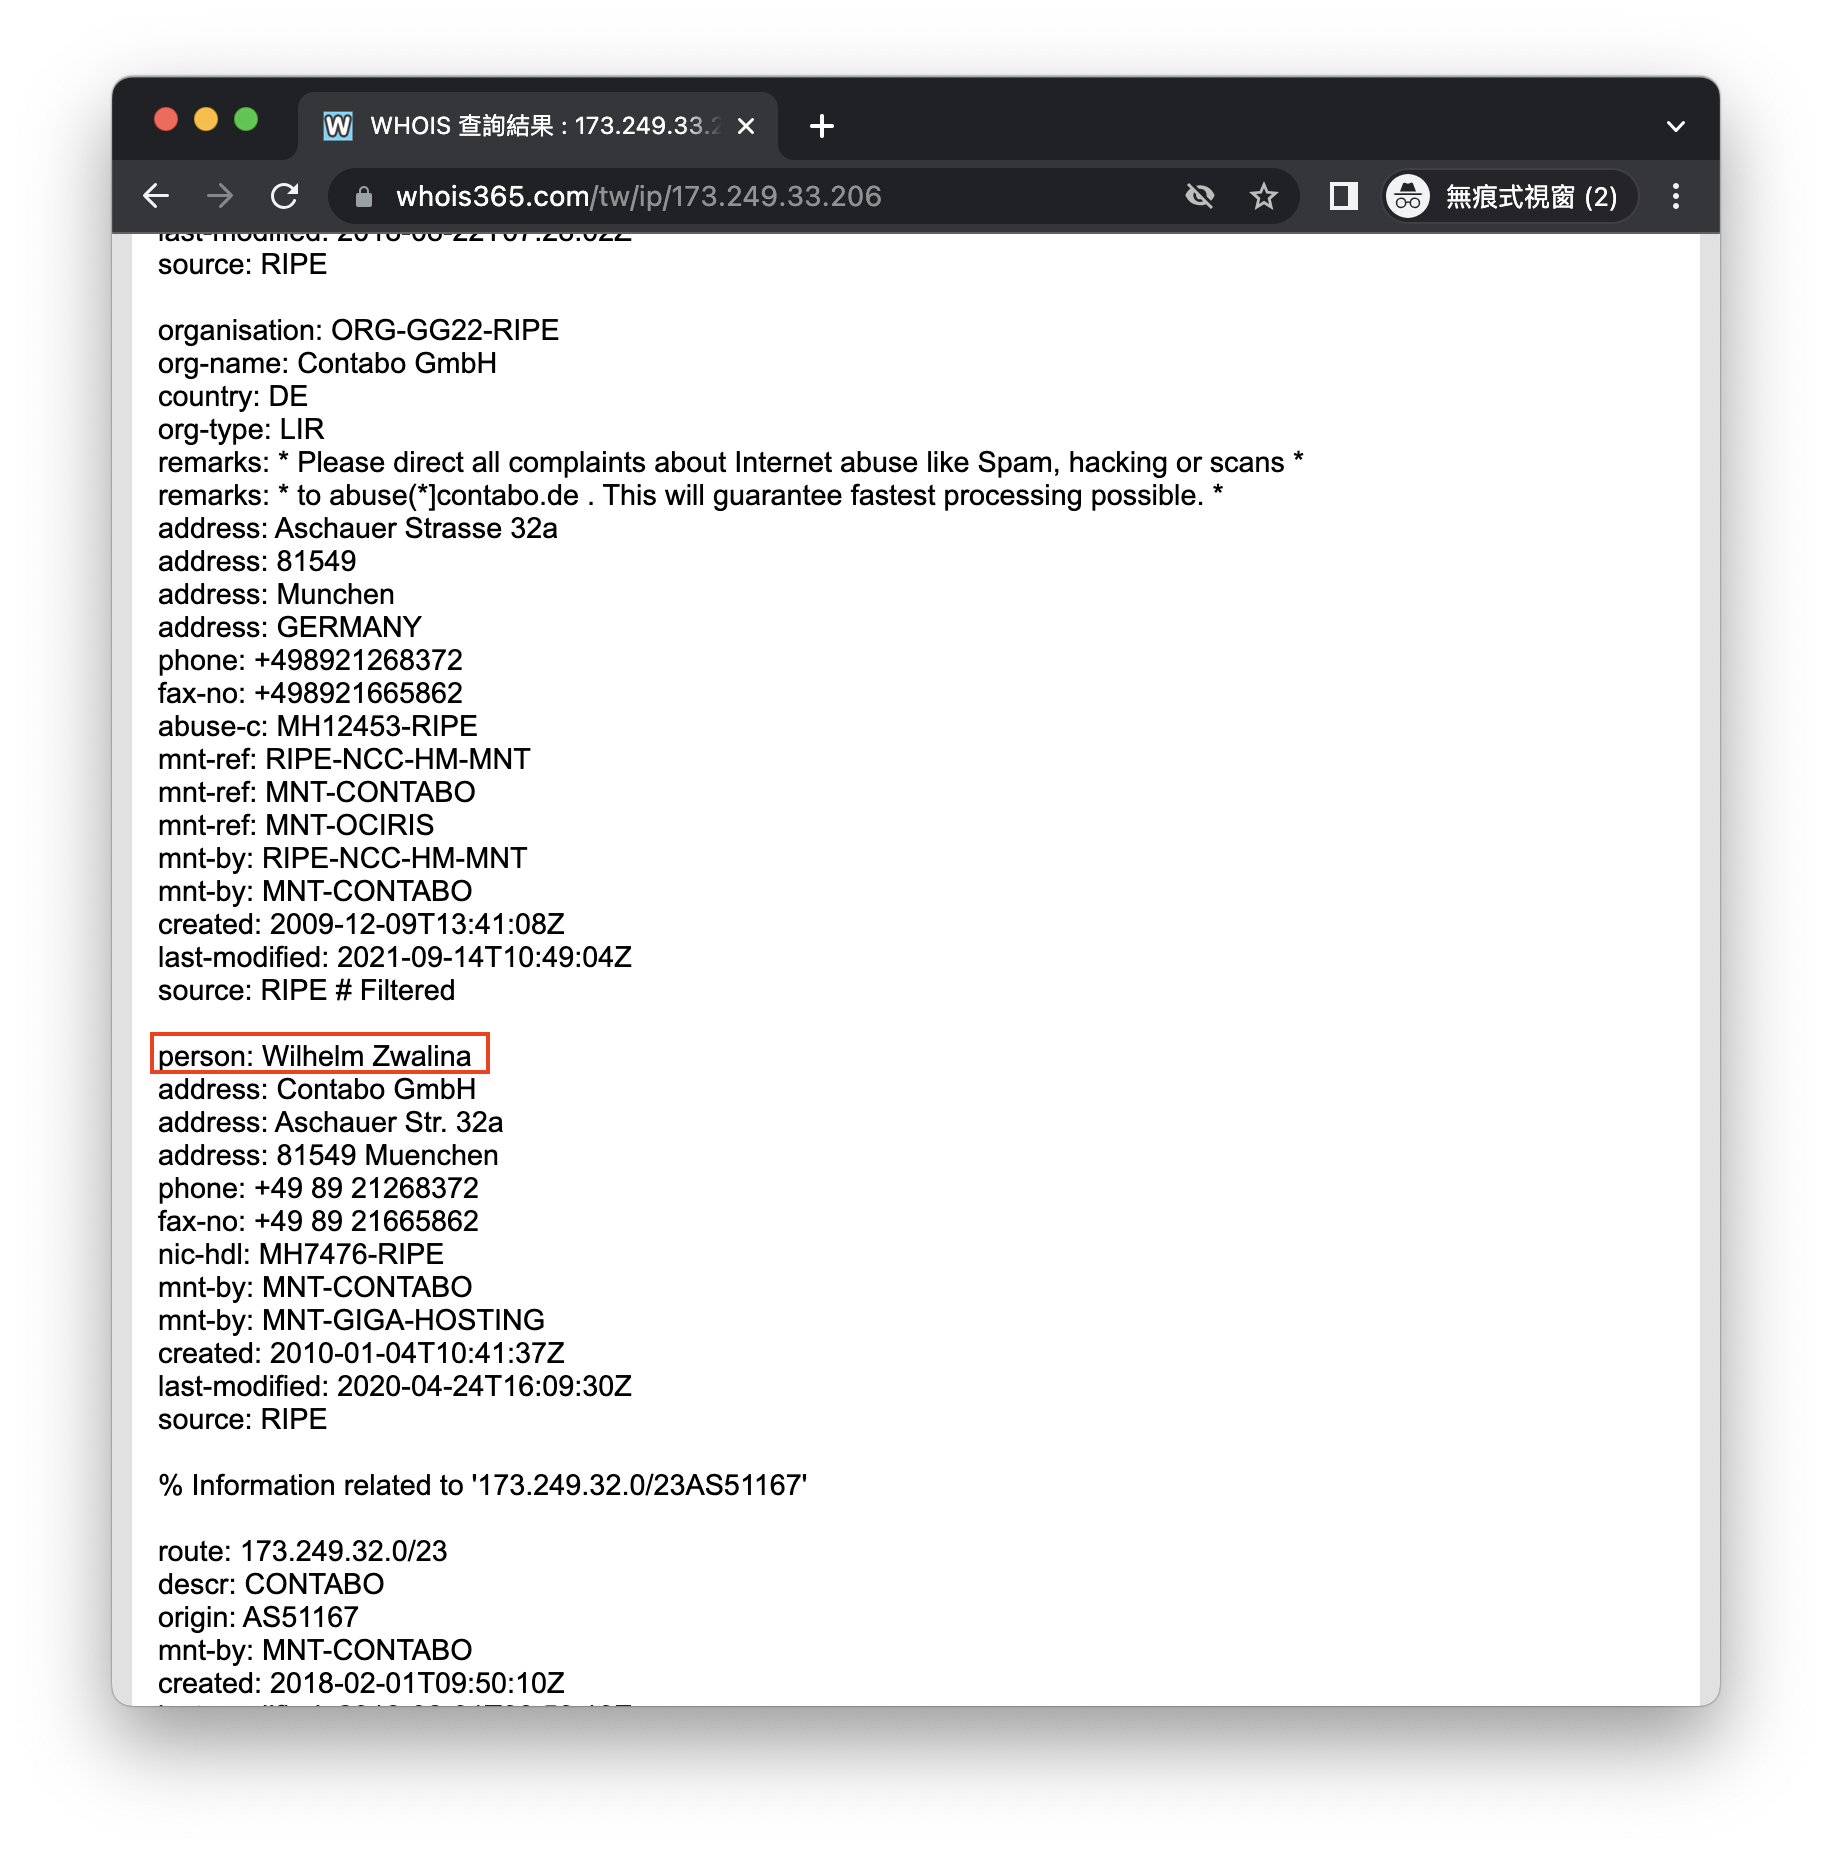 WHOIS 查詢結果 : 173.249.33.2
whois365.com/tw/ip/173.249.33.206
無痕式視窗 (2)
last-modified: 2018-08-22T07:28:02Z
source: RIPE
organisation: ORG-GG22-RIPE
org-name: Contabo GmbH
country: DE
org-type: LIR
remarks: * Please direct all complaints about Internet abuse like Spam, hacking or scans *
remarks: * to abuse(*]contabo.de . This will guarantee fastest processing possible. *
address: Aschauer Strasse 32a
address: 81549
address: Munchen
address: GERMANY
phone: +498921268372
fax-no: +498921665862
abuse-c: MH12453-RIPE
mnt-ref: RIPE-NCC-HM-MNT
mnt-ref: MNT-CONTABO
mnt-ref: MNT-OCIRIS
mnt-by: RIPE-NCC-HM-MNT
mnt-by: MNT-CONTABO
created: 2009-12-09T13:41:08Z
last-modified: 2021-09-14T10:49:04Z
source: RIPE # Filtered
person: Wilhelm Zwalina
address: Contabo GmbH
address: Aschauer Str. 32a
address: 81549 Muenchen
phone: +49 89 21268372
fax-no: +49 89 21665862
nic-hdl: MH7476-RIPE
mnt-by: MNT-CONTABO
mnt-by: MNT-GIGA-HOSTING
created: 2010-01-04T10:41:37Z
last-modified: 2020-04-24T16:09:30Z
source: RIPE
% Information related to '173.249.32.0/23AS51167'
route: 173.249.32.0/23
descr: CONTABO
origin: AS51167
mnt-by: MNT-CONTABO
created: 2018-02-01T09:50:10Z